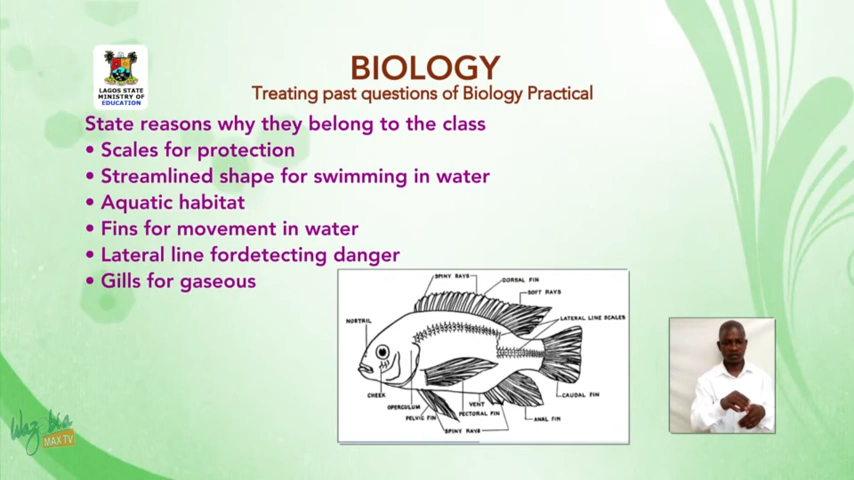 BIOLOGY
Treating past questions of Biology Practical
LAGOS STATE
MINISTRY OF
EDUCATION
State reasons why they belong to the class
• Scales for protection
• Streamlined shape for swimming in water
• Aquatic habitat
• Fins for movement in water
• Lateral line fordetecting danger
• Gills for gaseous
SPINY RAYS
DORSAL FIN
SOFT RAYS
NOSTRIL
LATERAL LINE SCALES
CHEEK
OPERCULUM
PELVIC FIN
VENT
PECTORAL FIN
CAUDAL FIN
ANAL FIN
SPINY RAYS
Waz bia
MAX TV